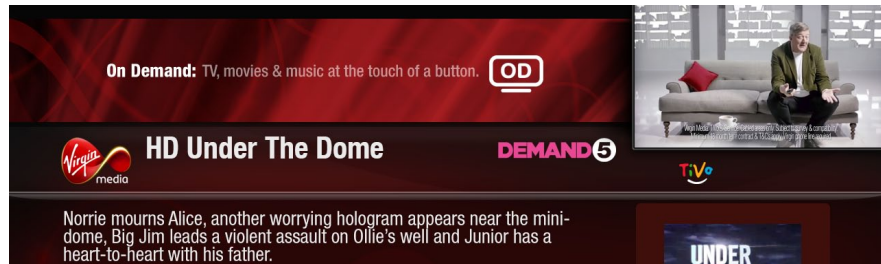 On Demand: TV, movies & music at the touch of a button. OD
Virgin media
HD Under The Dome
DEMAND5
TiVo
Norrie mourns Alice, another worrying hologram appears near the mini-
dome, Big Jim leads a violent assault on Ollie's well and Junior has a
heart-to-heart with his father.
UNDER